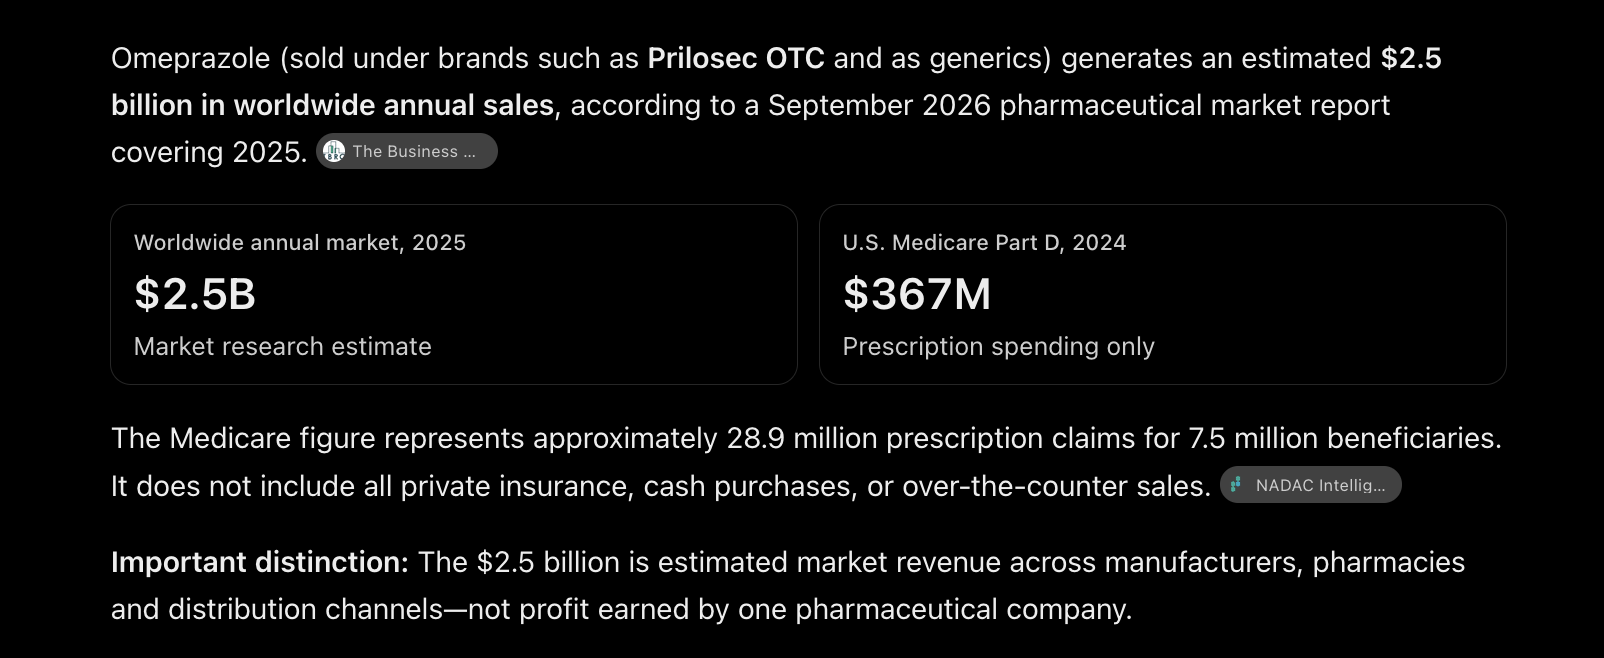 Omeprazole (sold under brands such as Prilosec OTC and as generics) generates an estimated $2.5
billion in worldwide annual sales, according to a September 2026 pharmaceutical market report
covering 2025. The Business ...
Worldwide annual market, 2025
$2.5B
Market research estimate
U.S. Medicare Part D, 2024
$367M
Prescription spending only
The Medicare figure represents approximately 28.9 million prescription claims for 7.5 million beneficiaries.
It does not include all private insurance, cash purchases, or over-the-counter sales. NADAC Intellig...
Important distinction: The $2.5 billion is estimated market revenue across manufacturers, pharmacies
and distribution channels—not profit earned by one pharmaceutical company.